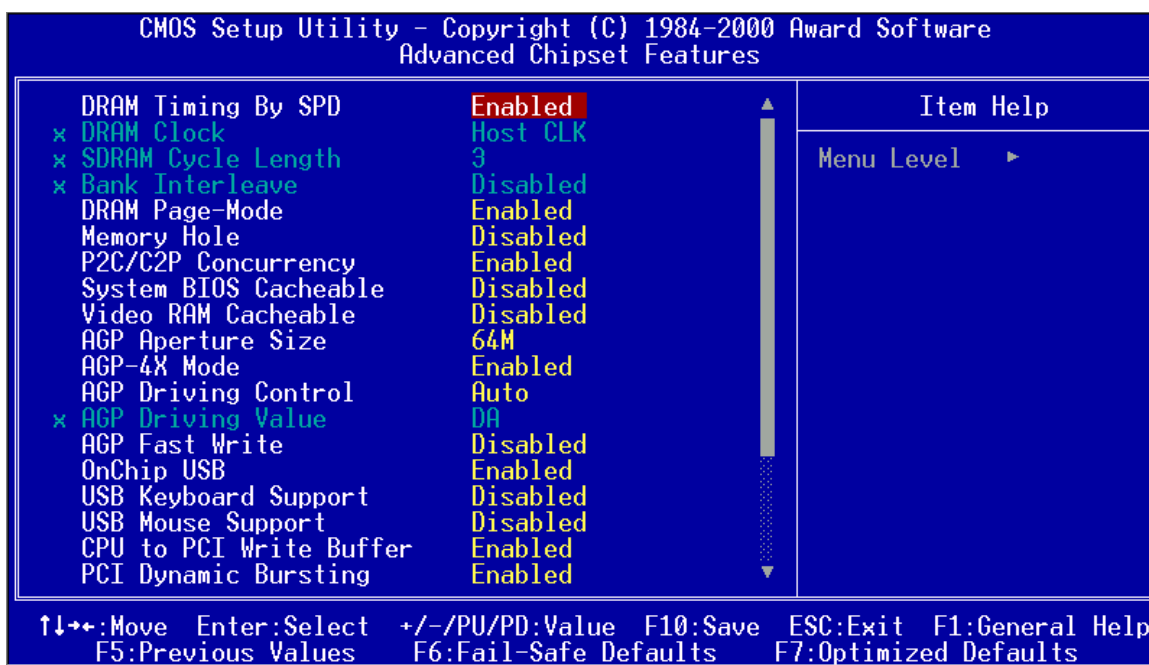 CMOS Setup Utility – Copyright (C) 1984-2000 Award Software
Advanced Chipset Features
DRAM Timing By SPD Enabled
x DRAM Clock Host CLK
x SDRAM Cycle Length 3
x Bank Interleave Disabled
DRAM Page-Mode Enabled
Memory Hole Disabled
P2C/C2P Concurrency Enabled
System BIOS Cacheable Disabled
Video RAM Cacheable Disabled
AGP Aperture Size 64M
AGP-4X Mode Enabled
AGP Driving Control Auto
x AGP Driving Value DA
AGP Fast Write Disabled
OnChip USB Enabled
USB Keyboard Support Disabled
USB Mouse Support Disabled
CPU to PCI Write Buffer Enabled
PCI Dynamic Bursting Enabled
Item Help
Menu Level ►
↑↓→←:Move Enter:Select +/-/PU/PD:Value F10:Save ESC:Exit F1:General Help
F5:Previous Values F6:Fail-Safe Defaults F7:Optimized Defaults